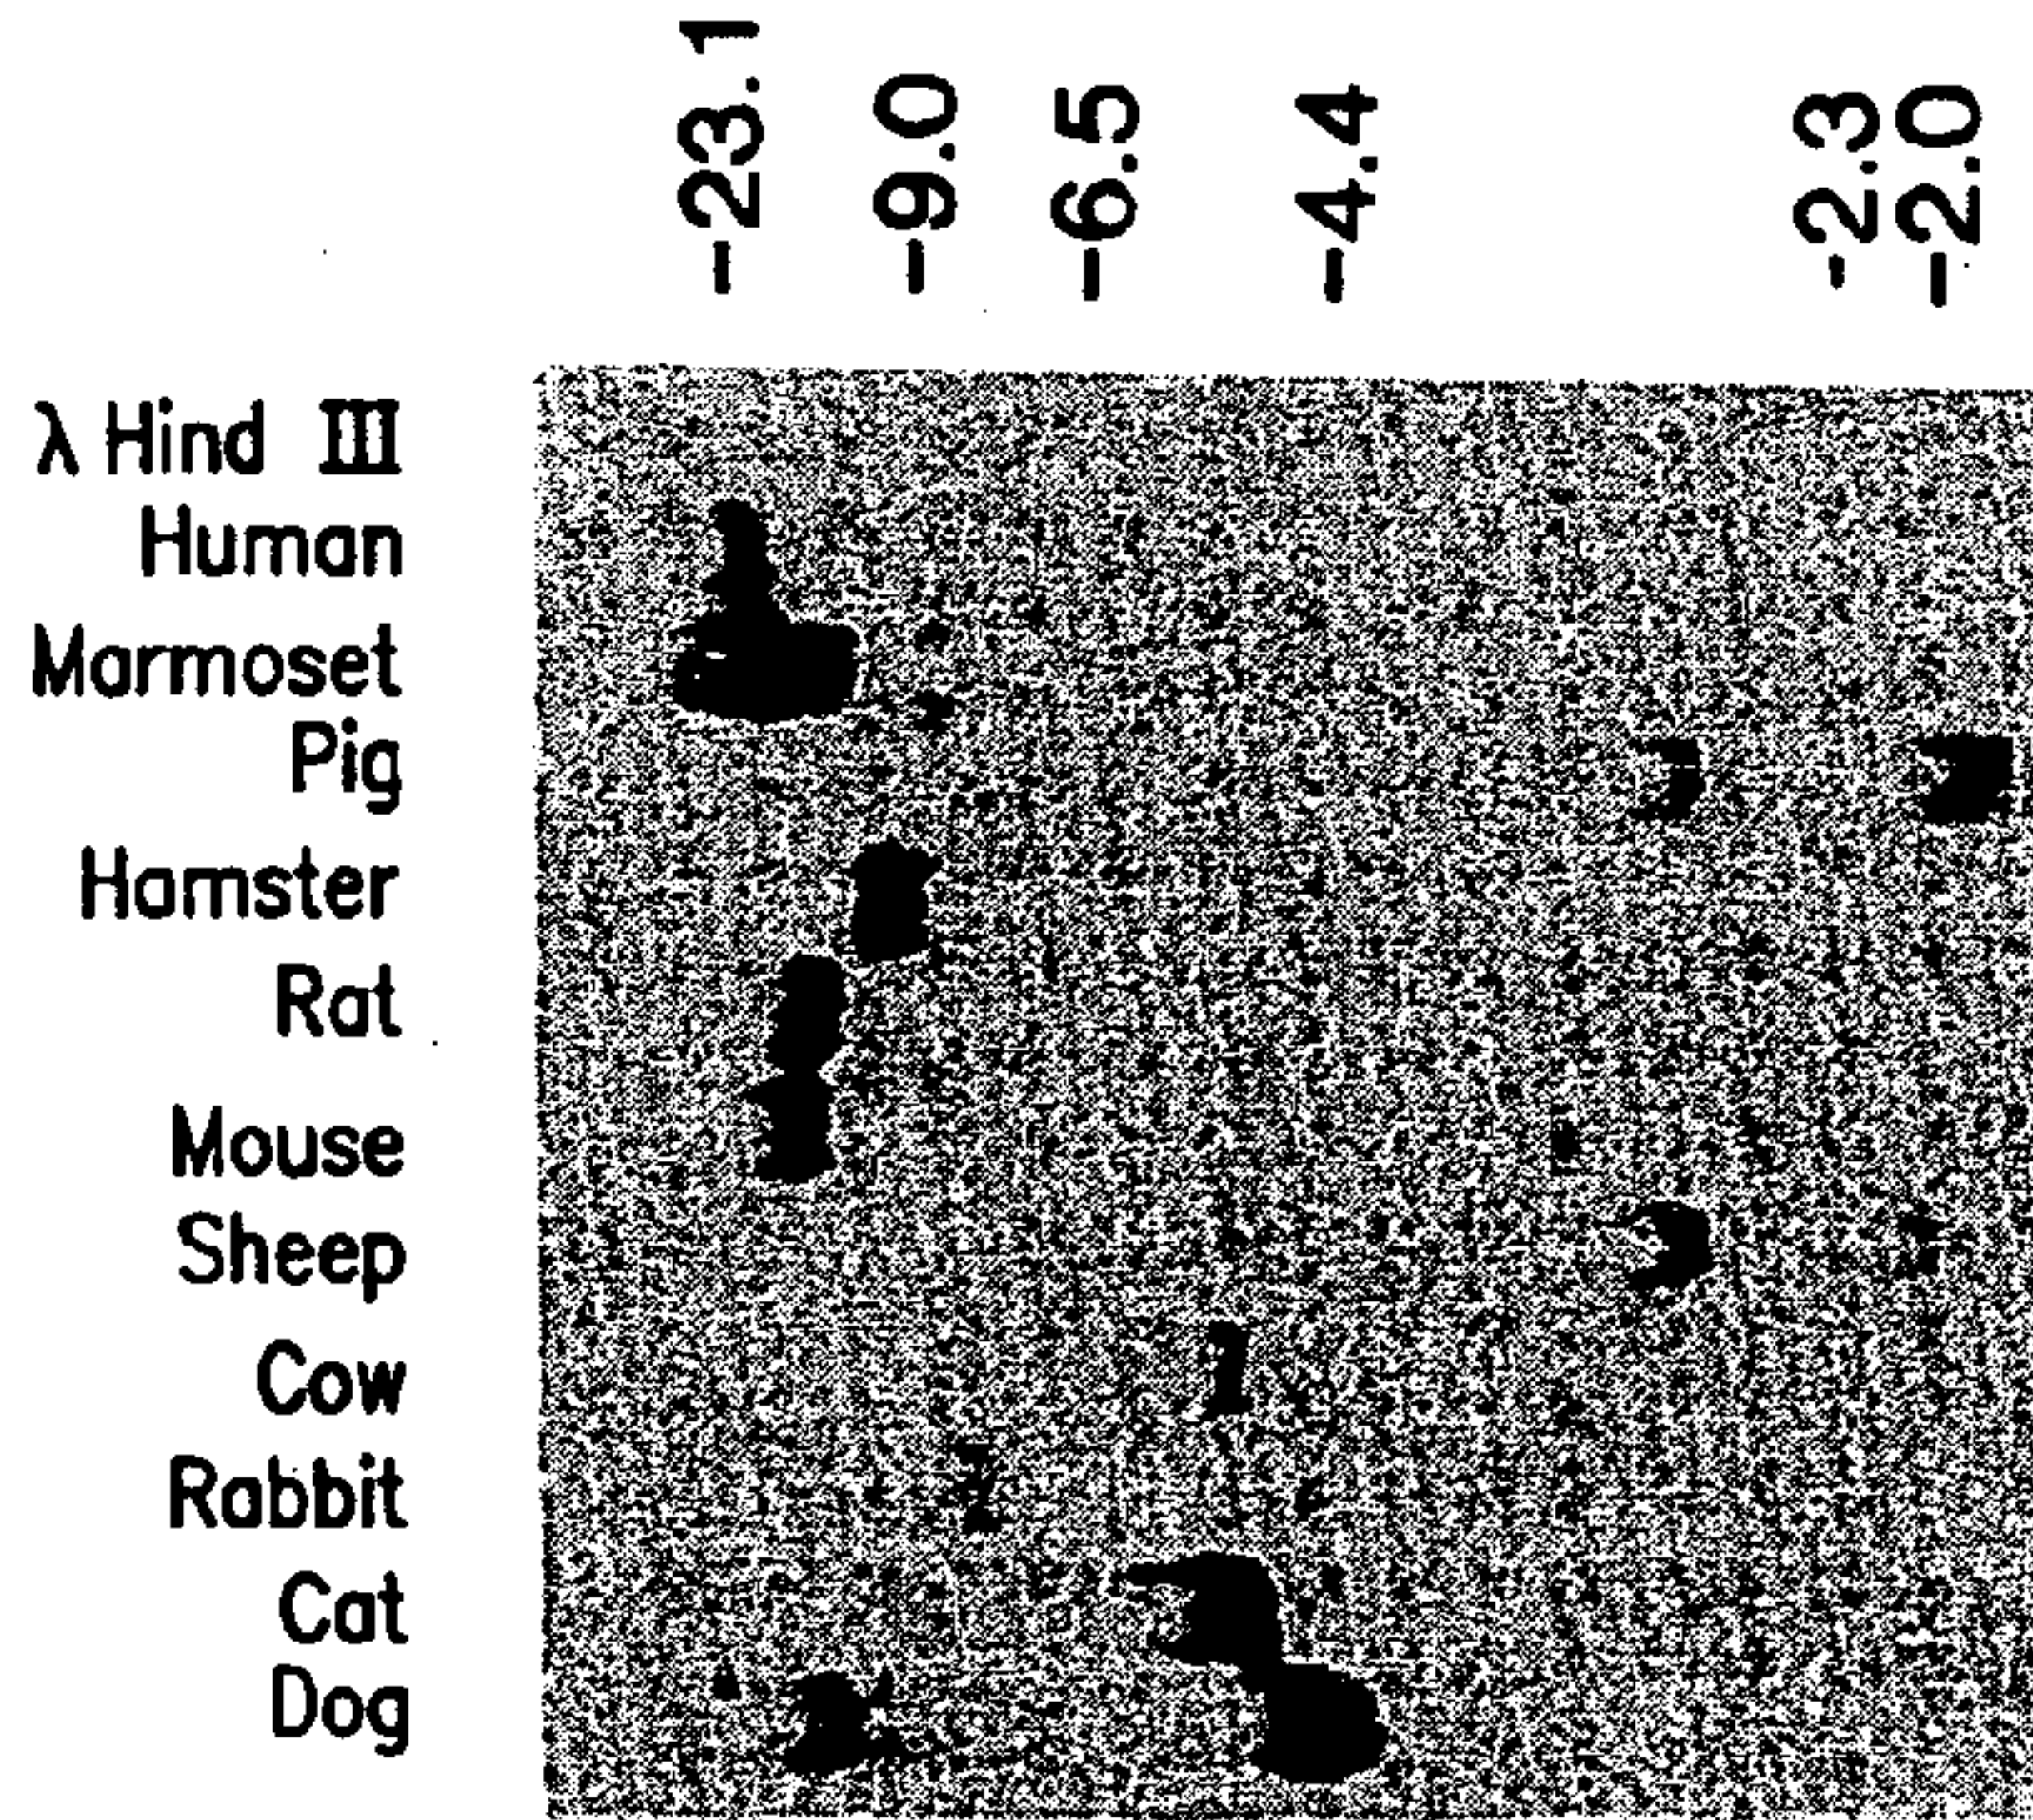 -23.1
-9.0
-6.5
-4.4
-2.3
-2.0
λ Hind III
Human
Marmoset
Pig
Hamster
Rat
Mouse
Sheep
Cow
Rabbit
Cat
Dog